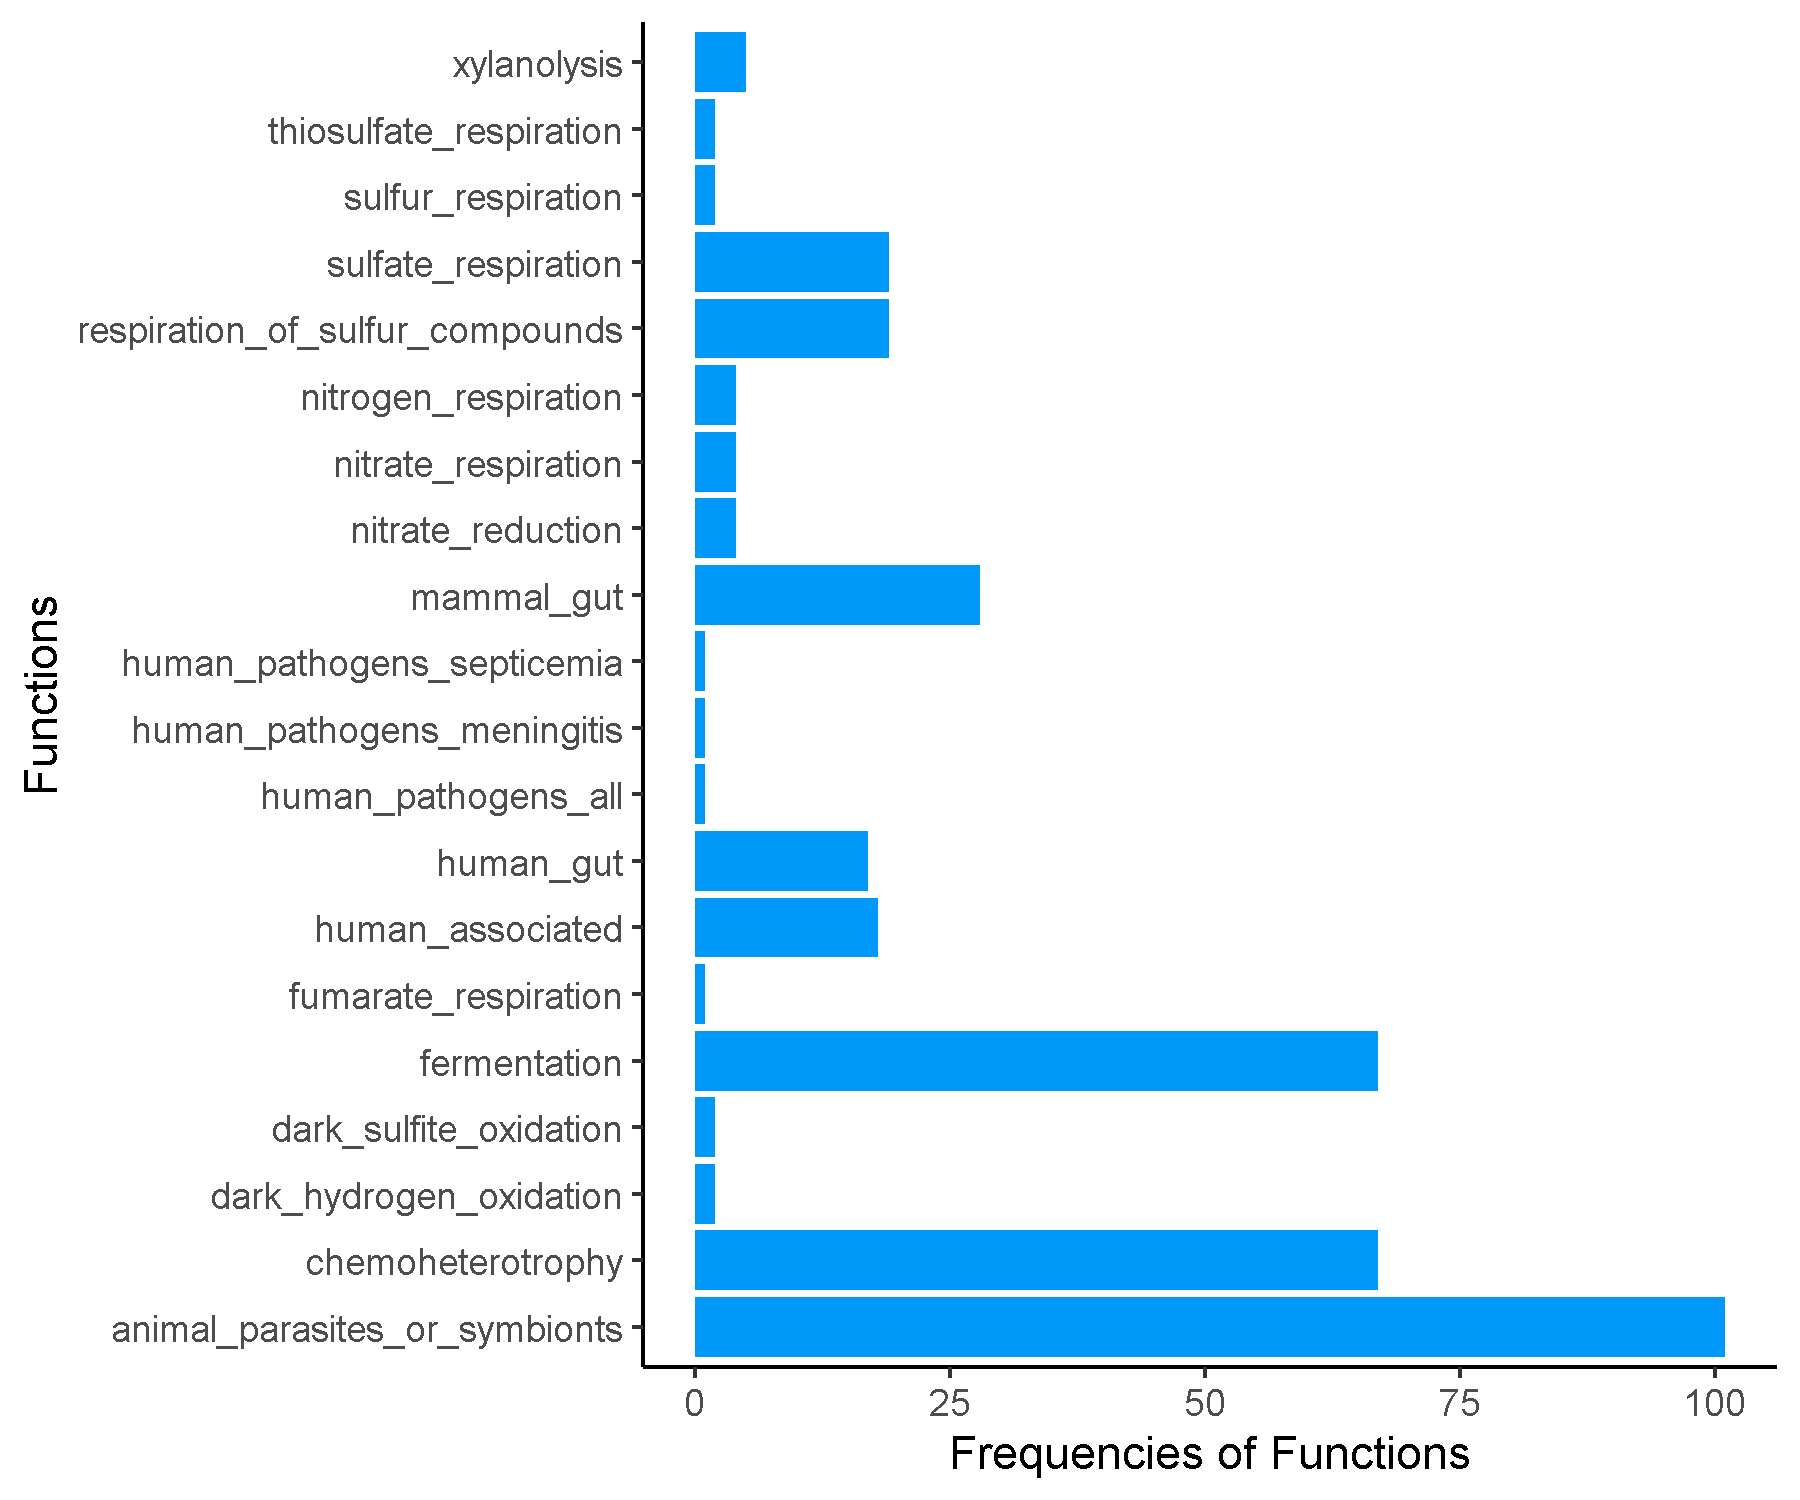 xylanolysis
thiosulfate_respiration
sulfur_respiration
sulfate_respiration
respiration_of_sulfur_compounds
nitrogen_respiration
nitrate_respiration
nitrate_reduction
mammal_gut
human_pathogens_septicemia
human_pathogens_meningitis
human_pathogens_all
human_gut
human_associated
fumarate_respiration
fermentation
dark_sulfite_oxidation
dark_hydrogen_oxidation
chemoheterotrophy
animal_parasites_or_symbionts
Functions
0 25 50 75 100
Frequencies of Functions